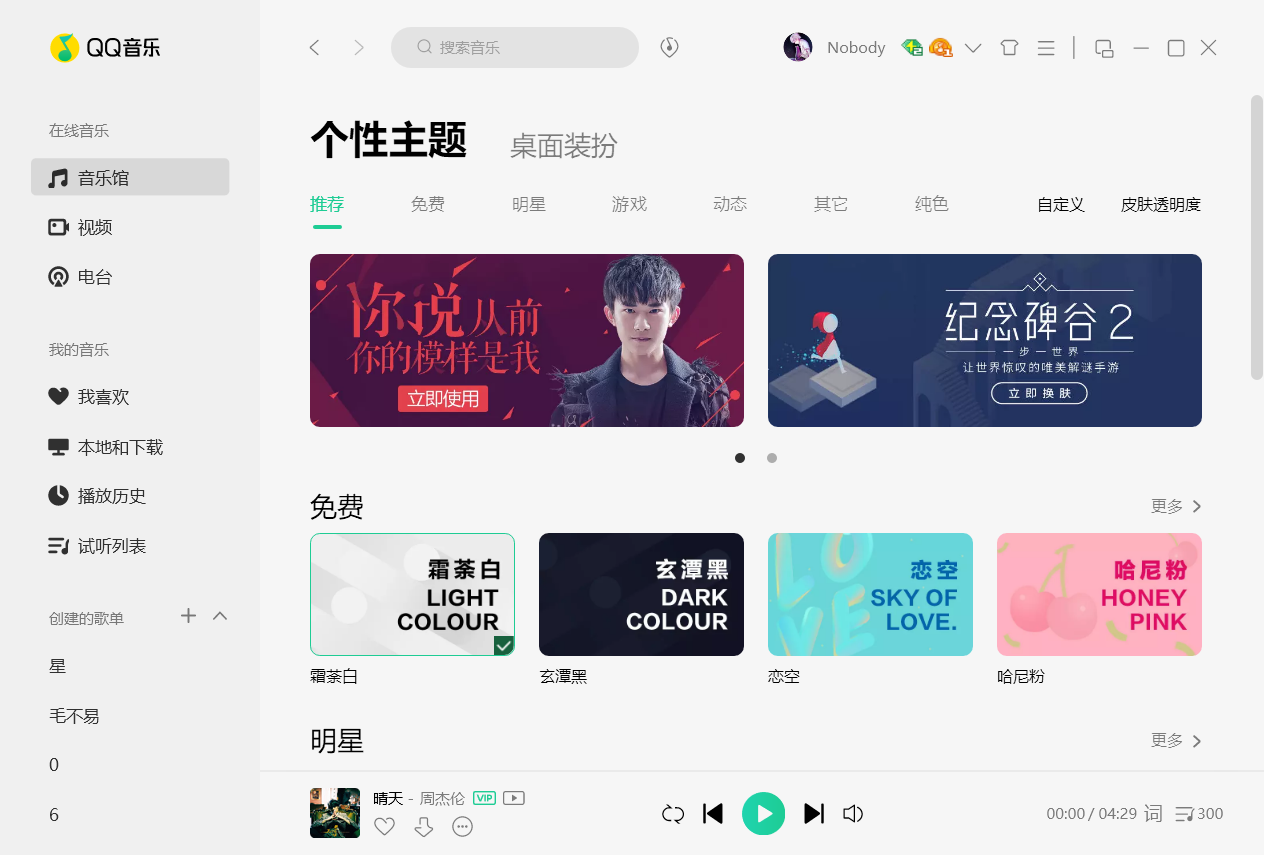 QQ音乐
搜索音乐
Nobody
在线音乐
音乐馆
视频
电台
我的音乐
我喜欢
本地和下载
播放历史
试听列表
创建的歌单
星
毛不易
0
6
个性主题 桌面装扮
推荐 免费 明星 游戏 动态 其它 纯色 自定义 皮肤透明度
你说从前
你的模样是我
立即使用
纪念碑谷2
一步一世界
让世界惊叹的唯美解谜手游
立即换肤
免费 更多
霜荼白
LIGHT
COLOUR
霜荼白
玄潭黑
DARK
COLOUR
玄潭黑
恋空
SKY OF
LOVE.
恋空
哈尼粉
HONEY
PINK
哈尼粉
明星 更多
晴天 - 周杰伦 VIP
00:00 / 04:29 词 300